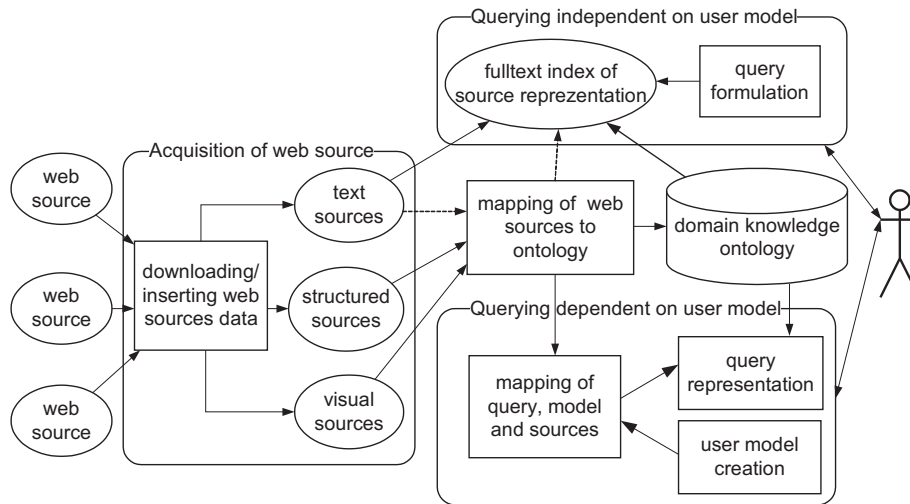 Querying independent on user model
fulltext index of
source reprezentation
query
formulation
Acquisition of web source
web
source
web
source
web
source
downloading/
inserting web
sources data
text
sources
structured
sources
visual
sources
mapping of web
sources to
ontology
domain knowledge
ontology
Querying dependent on user model
mapping of
query, model
and sources
query
representation
user model
creation